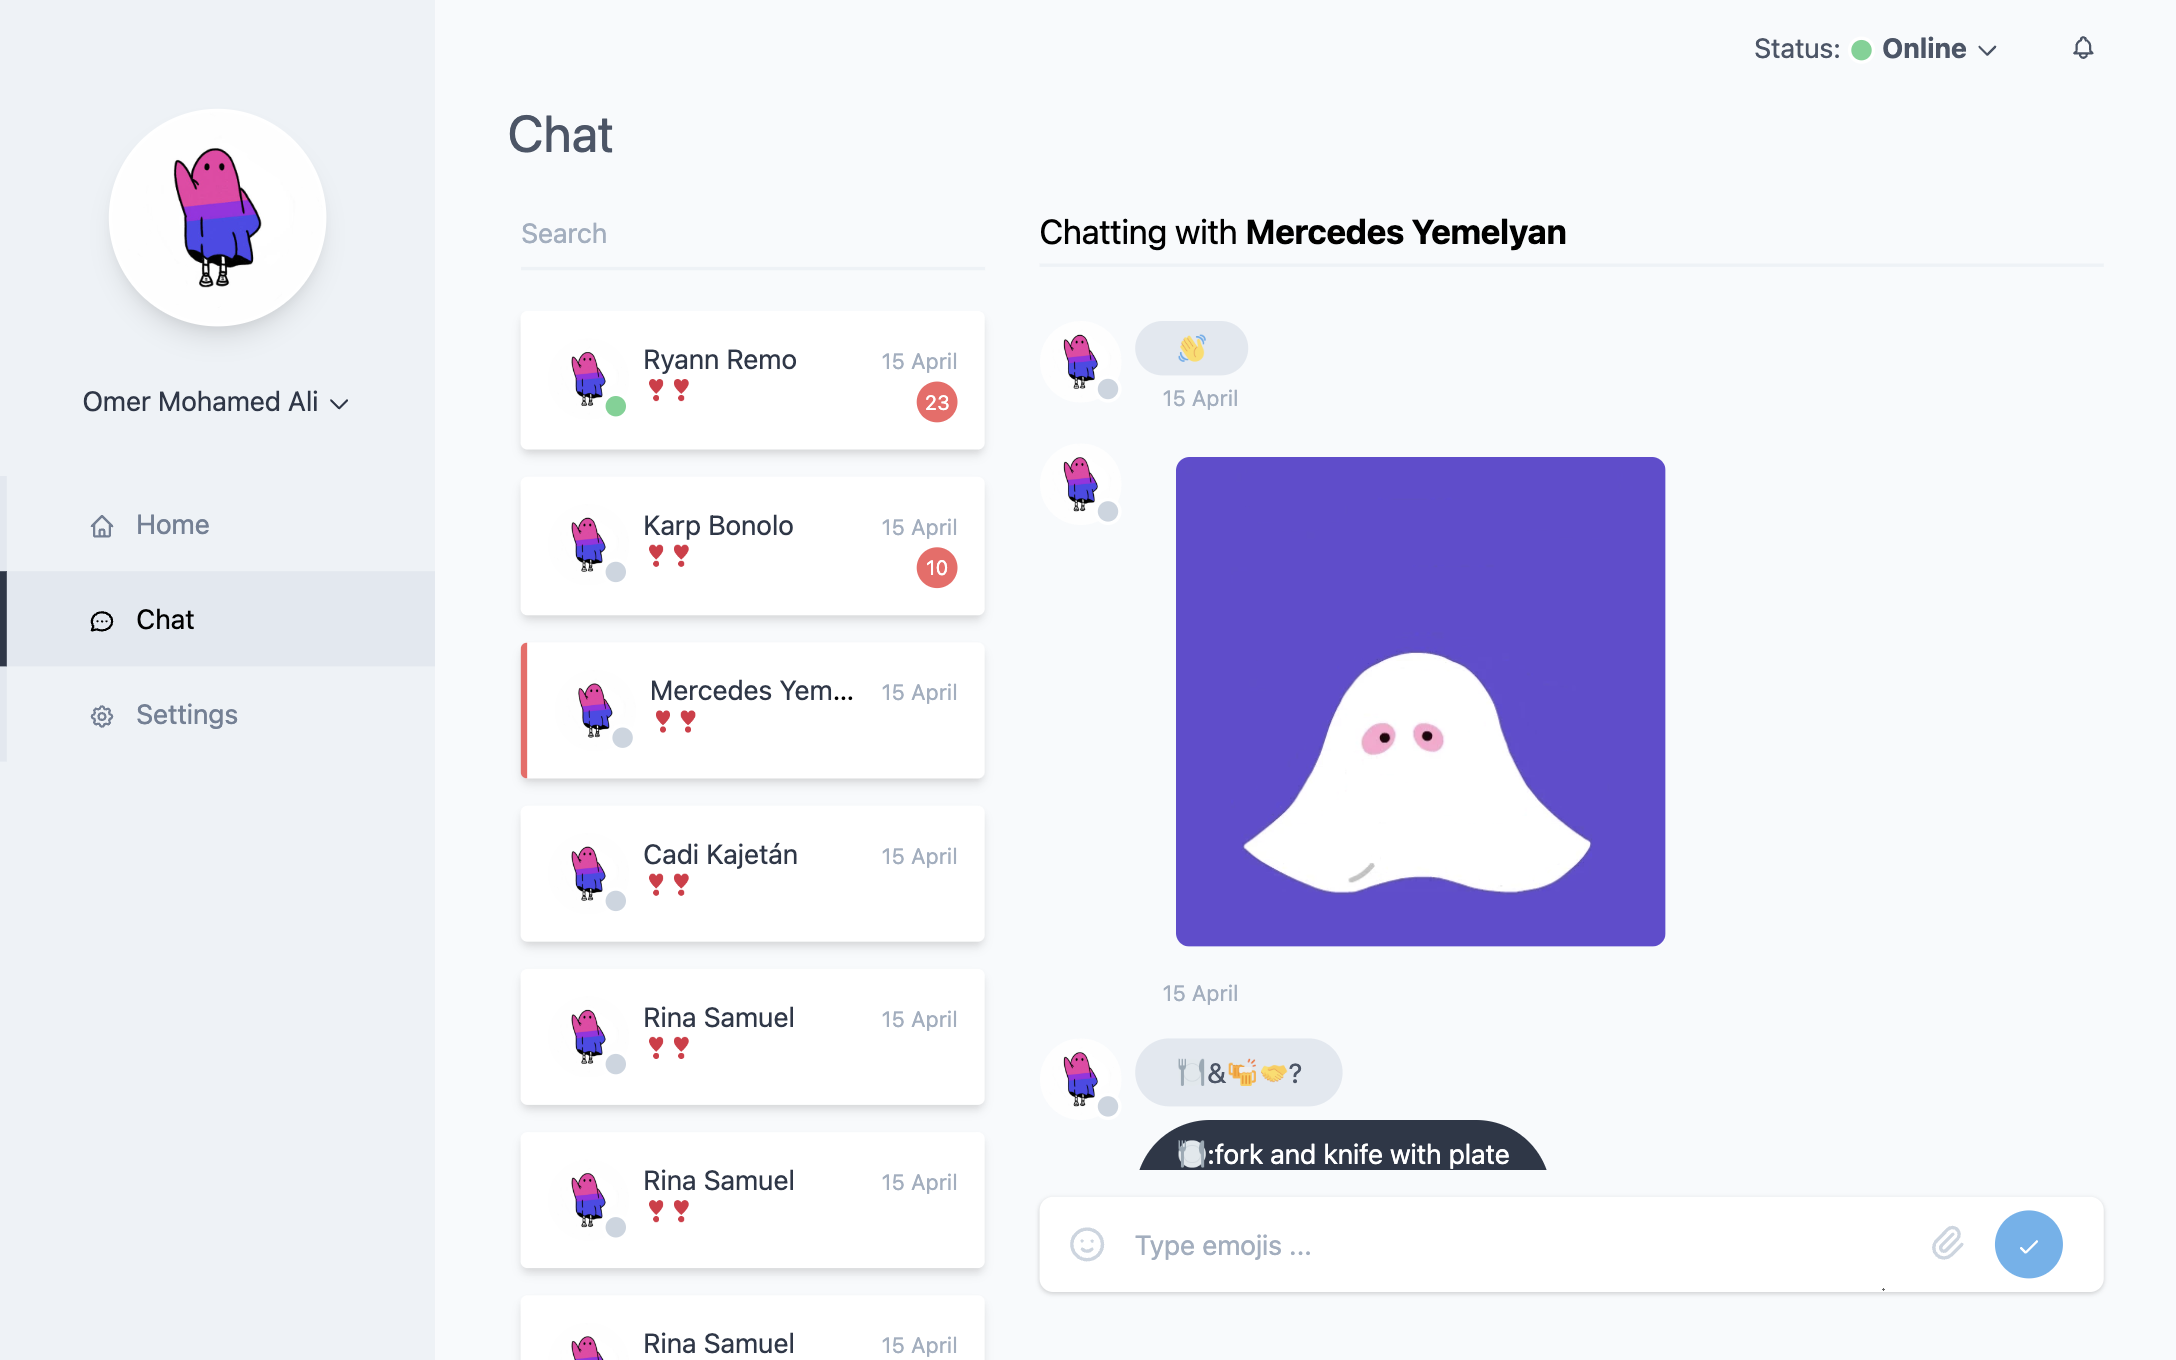 Status: Online
Omer Mohamed Ali
Home
Chat
Settings
Chat
Search
Ryann Remo
15 April
❣❣
23
Karp Bonolo
15 April
❣❣
10
Mercedes Yem...
15 April
❣❣
Cadi Kajetán
15 April
❣❣
Rina Samuel
15 April
❣❣
Rina Samuel
15 April
❣❣
Rina Samuel
15 April
Chatting with Mercedes Yemelyan
👋
15 April
15 April
🍽&🍻🤝?
🍽:fork and knife with plate
Type emojis ...